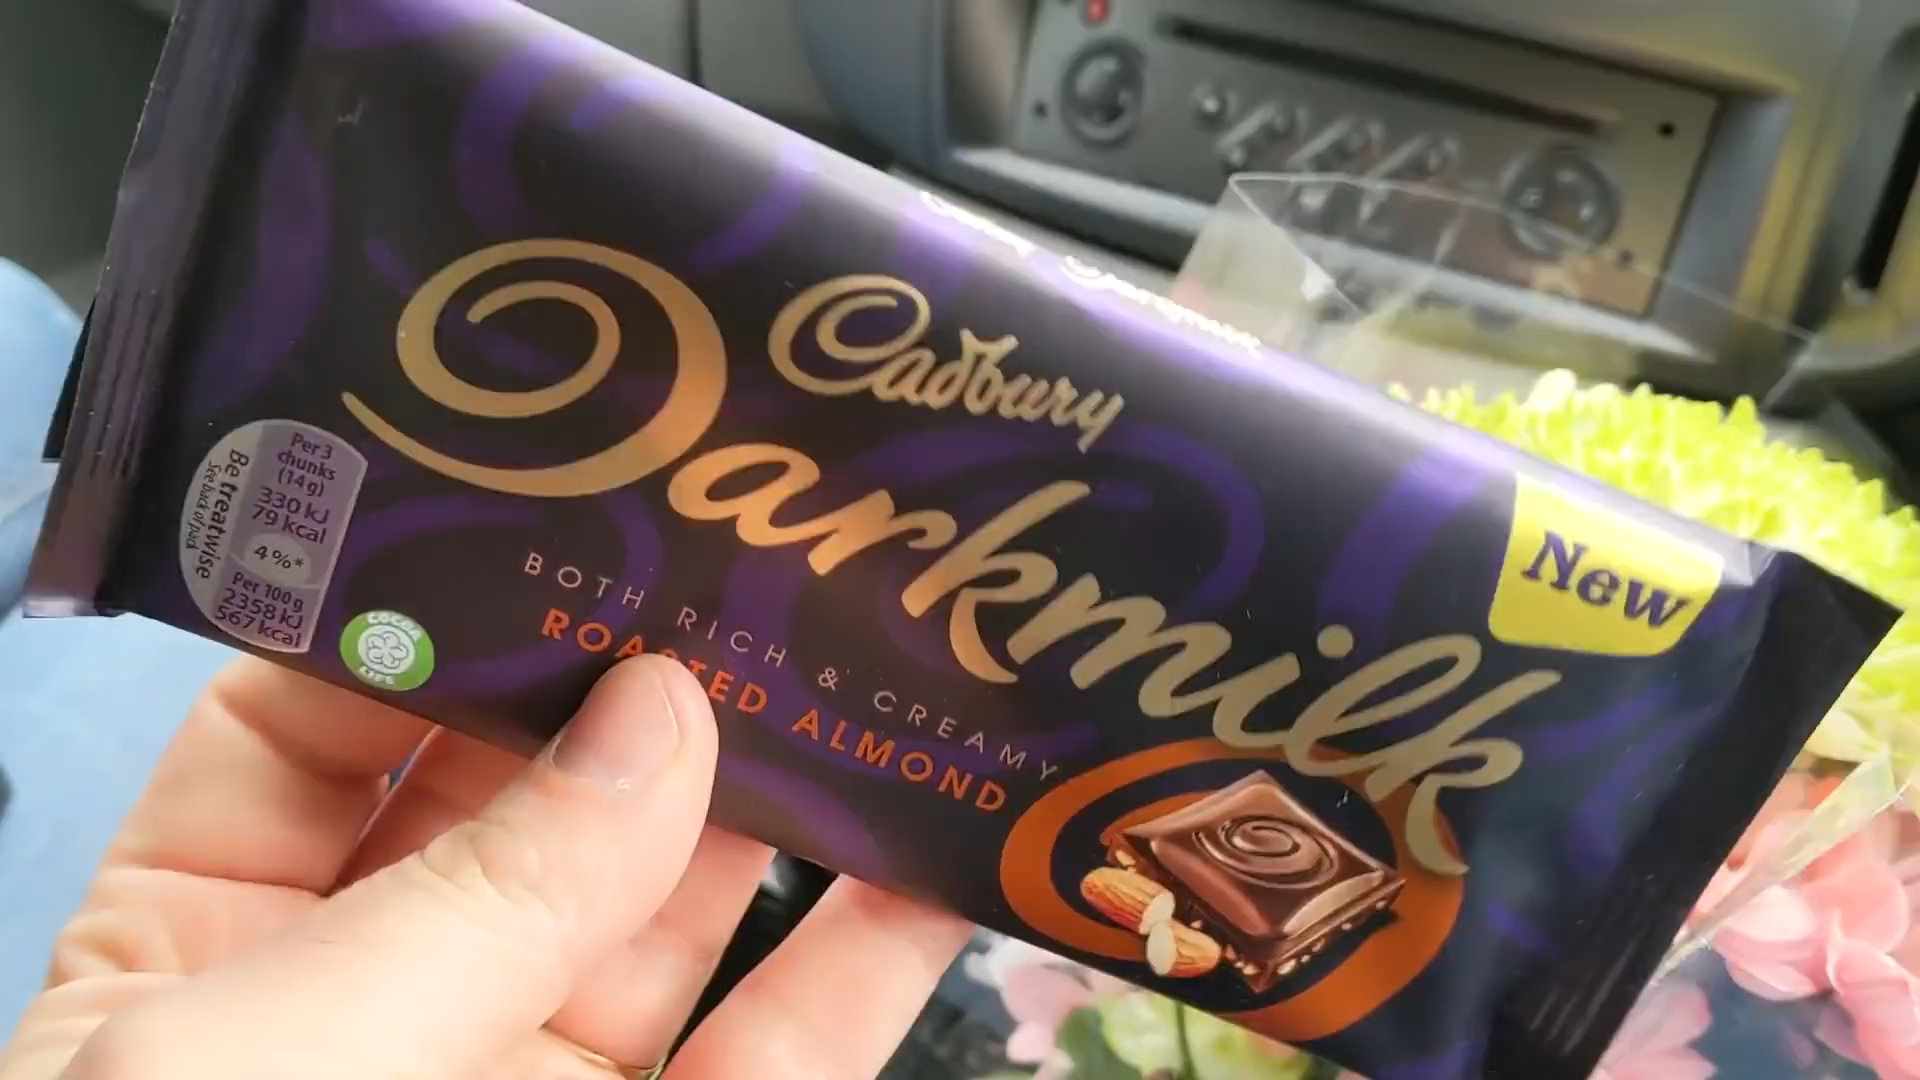 Cadbury
Darkmilk
New
BOTH RICH & CREAMY
ROASTED ALMOND
Be treatwise
See back of pack
Per 3
chunks
(14g)
330 kJ
79 kcal
4%*
Per 100g
2358 kJ
567 kcal
COCOA
LIFE